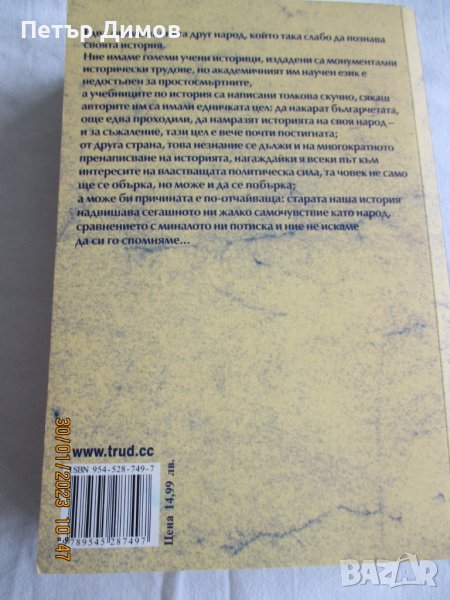 Петър Димов
та друг народ, който така слабо да познава
своята история.
Ние имаме големи учени историци, издадени са монументални
исторически трудове, но академичният им научен език е
недостъпен за простосмъртните,
а учебниците по история са написани толкова скучно, сякаш
авторите им са имали едничката цел: да накарат българчетата,
още едва проходили, да намразят историята на своя народ –
и за съжаление, тази цел е вече почти постигната;
от друга страна, това незнание се дължи и на многократното
пренаписване на историята, нагаждайки я всеки път към
интересите на властващата политическа сила, та човек не само
ще се обърка, но може и да се побърка;
а може би причината е по-отчайваща: старата наша история
надвишава сегашното ни жалко самочувствие като народ,
сравнението с миналото ни потиска и ние не искаме
да си го спомняме...
www.trud.cc
ISBN 954-528-749-7
9789545287497
Цена 14,99 лв.
30/01/2023 10:47
BAZAR